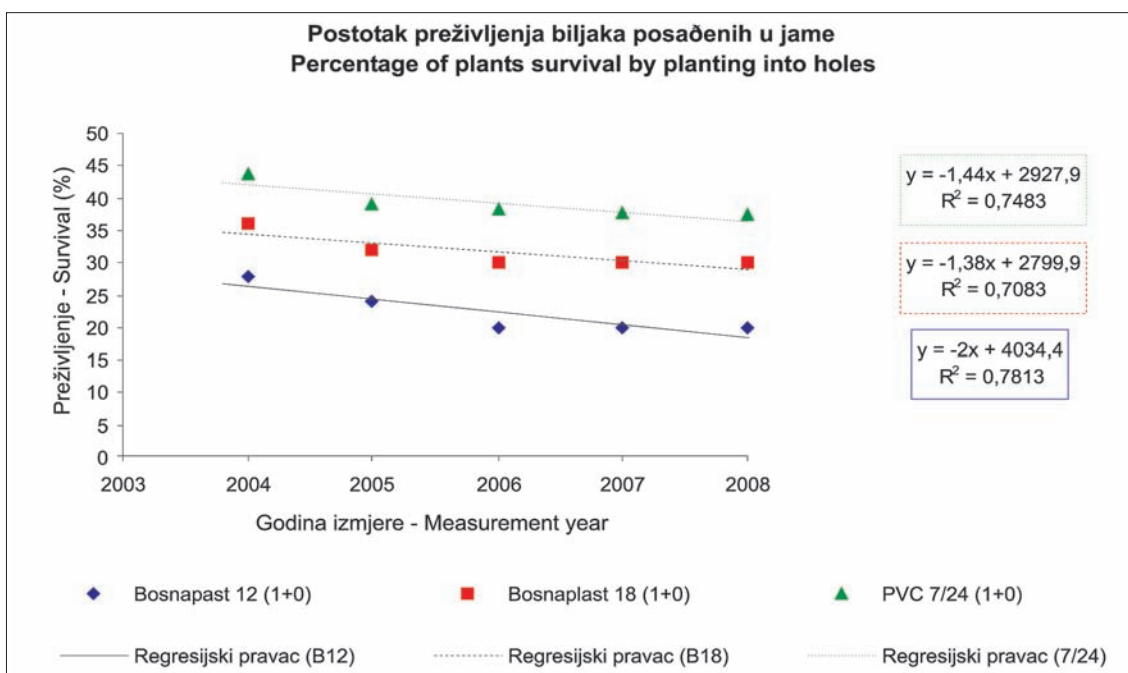 Postotak preživljenja biljaka posaðenih u jame
Percentage of plants survival by planting into holes
Preživljenje - Survival (%)
50
45
40
35
30
25
20
15
10
5
0
2003 2004 2005 2006 2007 2008
Godina izmjere - Measurement year
y = -1,44x + 2927,9
R² = 0,7483
y = -1,38x + 2799,9
R² = 0,7083
y = -2x + 4034,4
R² = 0,7813
Bosnapast 12 (1+0) Bosnaplast 18 (1+0) PVC 7/24 (1+0)
Regresijski pravac (B12) Regresijski pravac (B18) Regresijski pravac (7/24)